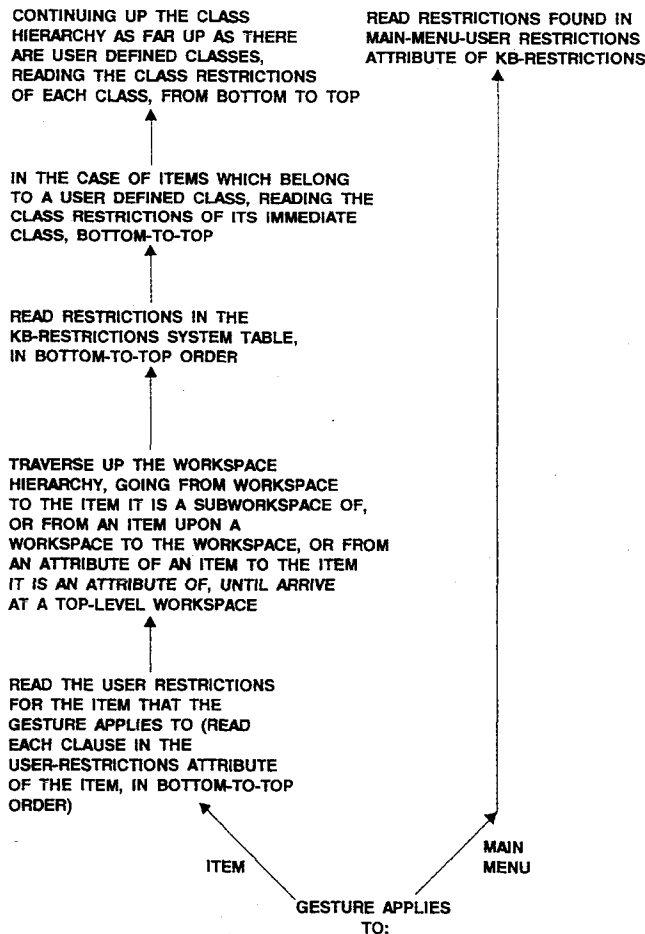 CONTINUING UP THE CLASS
HIERARCHY AS FAR UP AS THERE
ARE USER DEFINED CLASSES,
READING THE CLASS RESTRICTIONS
OF EACH CLASS, FROM BOTTOM TO TOP
READ RESTRICTIONS FOUND IN
MAIN-MENU-USER RESTRICTIONS
ATTRIBUTE OF KB-RESTRICTIONS
IN THE CASE OF ITEMS WHICH BELONG
TO A USER DEFINED CLASS, READING THE
CLASS RESTRICTIONS OF ITS IMMEDIATE
CLASS, BOTTOM-TO-TOP
READ RESTRICTIONS IN THE
KB-RESTRICTIONS SYSTEM TABLE,
IN BOTTOM-TO-TOP ORDER
TRAVERSE UP THE WORKSPACE
HIERARCHY, GOING FROM WORKSPACE
TO THE ITEM IT IS A SUBWORKSPACE OF,
OR FROM AN ITEM UPON A
WORKSPACE TO THE WORKSPACE, OR FROM
AN ATTRIBUTE OF AN ITEM TO THE ITEM
IT IS AN ATTRIBUTE OF, UNTIL ARRIVE
AT A TOP-LEVEL WORKSPACE
READ THE USER RESTRICTIONS
FOR THE ITEM THAT THE
GESTURE APPLIES TO (READ
EACH CLAUSE IN THE
USER-RESTRICTIONS ATTRIBUTE
OF THE ITEM, IN BOTTOM-TO-TOP
ORDER)
ITEM
MAIN
MENU
GESTURE APPLIES
TO: